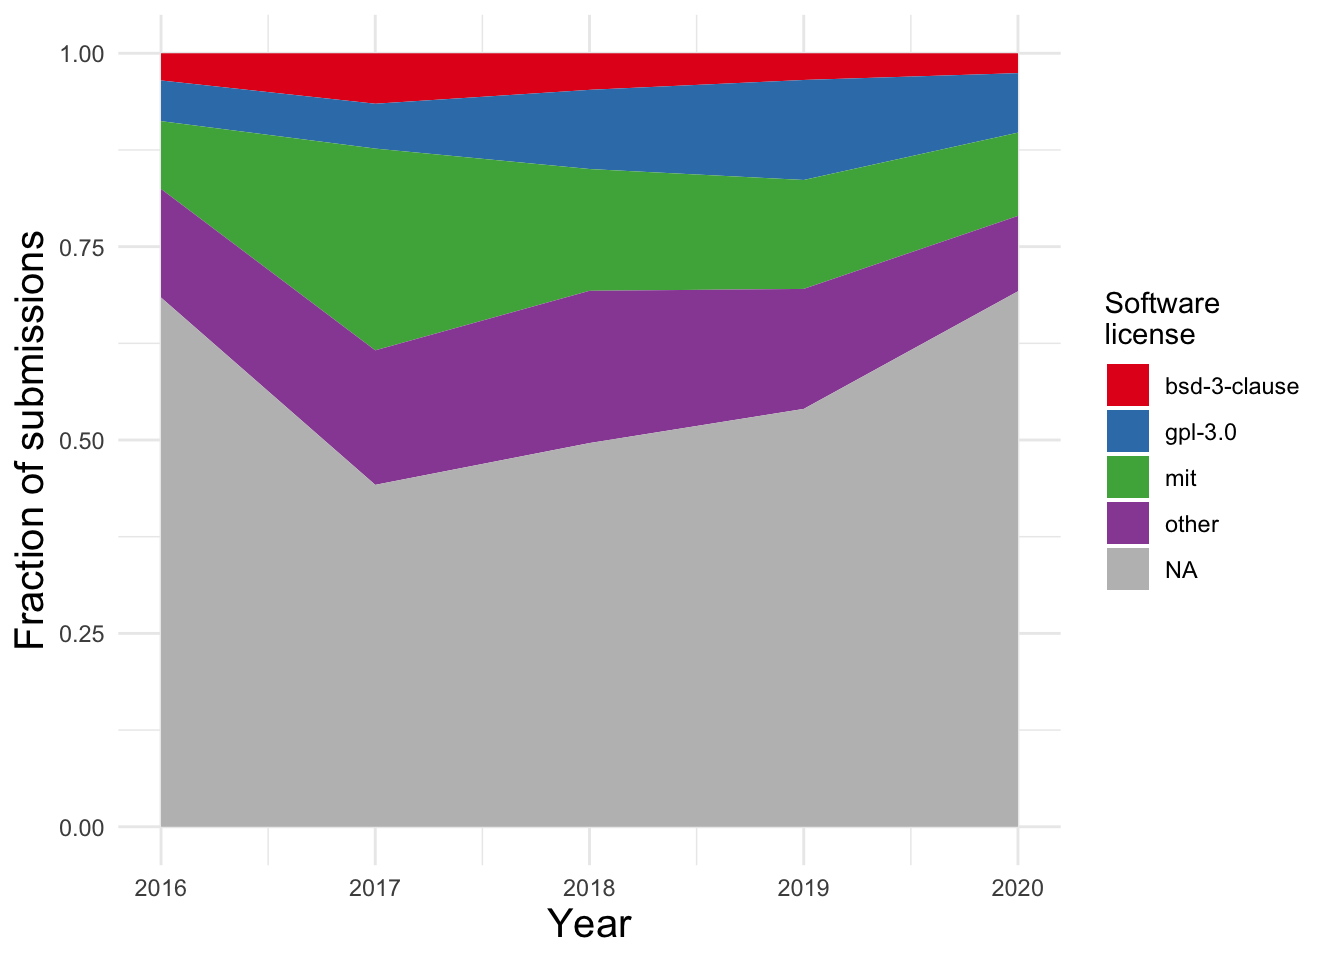 Fraction of submissions
1.00
0.75
0.50
0.25
0.00
2016 2017 2018 2019 2020
Year
Software
license
bsd-3-clause
gpl-3.0
mit
other
NA